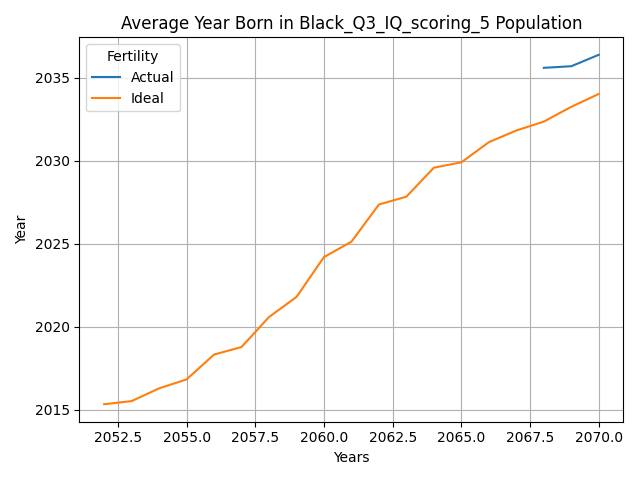 Average Year Born in Black_Q3_IQ_scoring_5 Population
Fertility
Actual
Ideal
2035
2030
2025
2020
2015
Year
2052.5 2055.0 2057.5 2060.0 2062.5 2065.0 2067.5 2070.0
Years